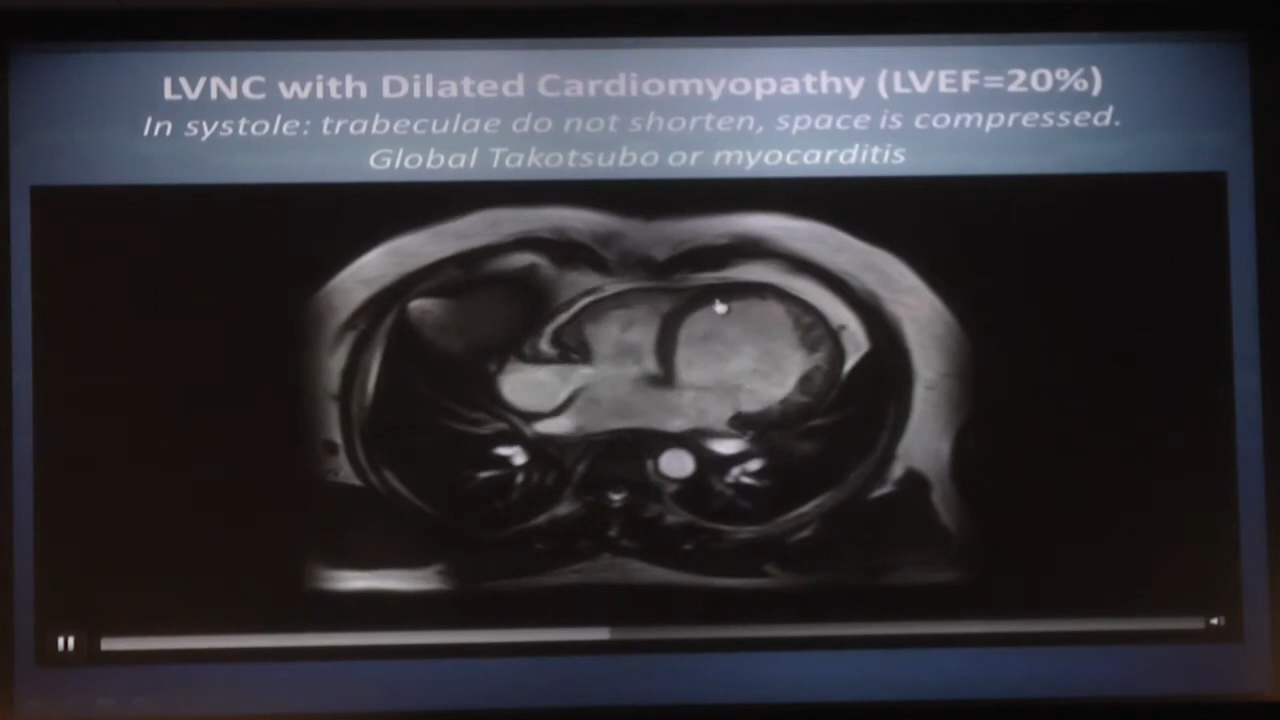 LVNC with Dilated Cardiomyopathy (LVEF=20%)
In systole: trabeculae do not shorten, space is compressed.
Global Takotsubo or myocarditis